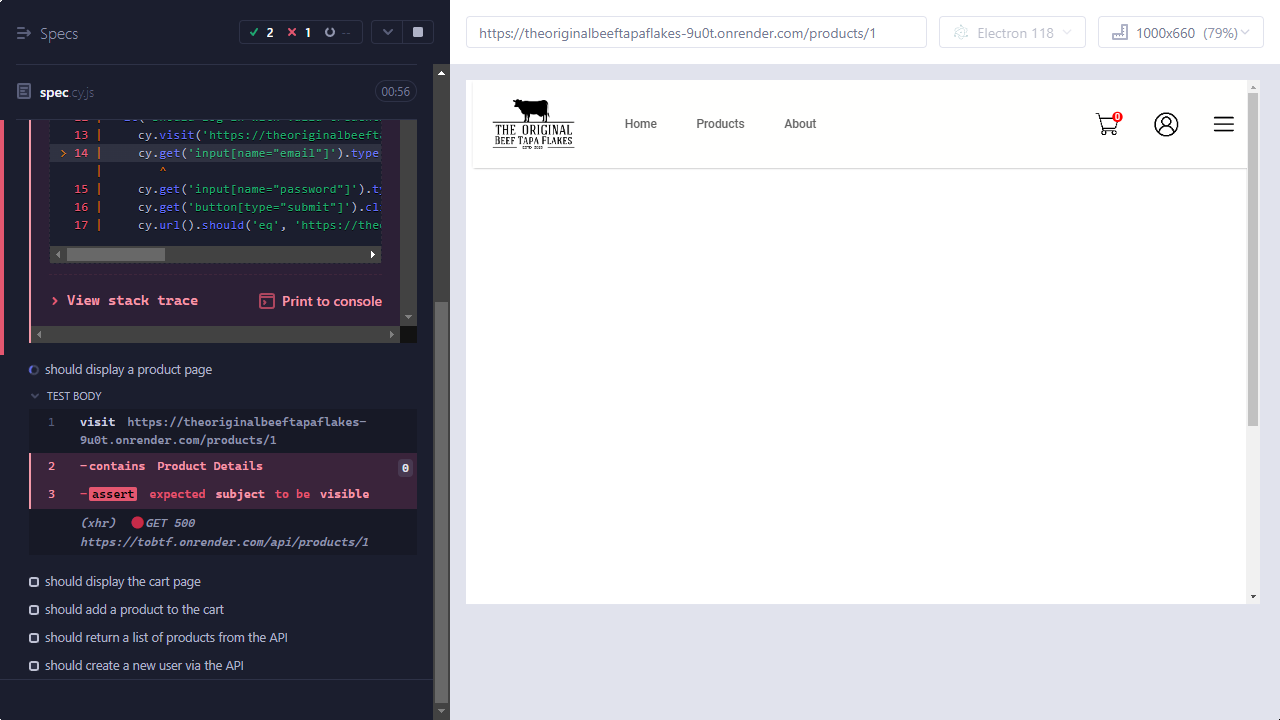 Specs
2 1 --
spec.cy.js
00:56
13 | cy.visit('https://theoriginalbeefta
> 14 | cy.get('input[name="email"]').type
| ^
15 | cy.get('input[name="password"]').ty
16 | cy.get('button[type="submit"]').cli
17 | cy.url().should('eq', 'https://theo
View stack trace
Print to console
should display a product page
TEST BODY
1 visit https://theoriginalbeeftapaflakes-
9u0t.onrender.com/products/1
2 -contains Product Details 0
3 -assert expected subject to be visible
(xhr) GET 500
https://tobtf.onrender.com/api/products/1
should display the cart page
should add a product to the cart
should return a list of products from the API
should create a new user via the API
https://theoriginalbeeftapaflakes-9u0t.onrender.com/products/1
Electron 118
1000x660 (79%)
THE ORIGINAL
BEEF TAPA FLAKES
Home
Products
About
0